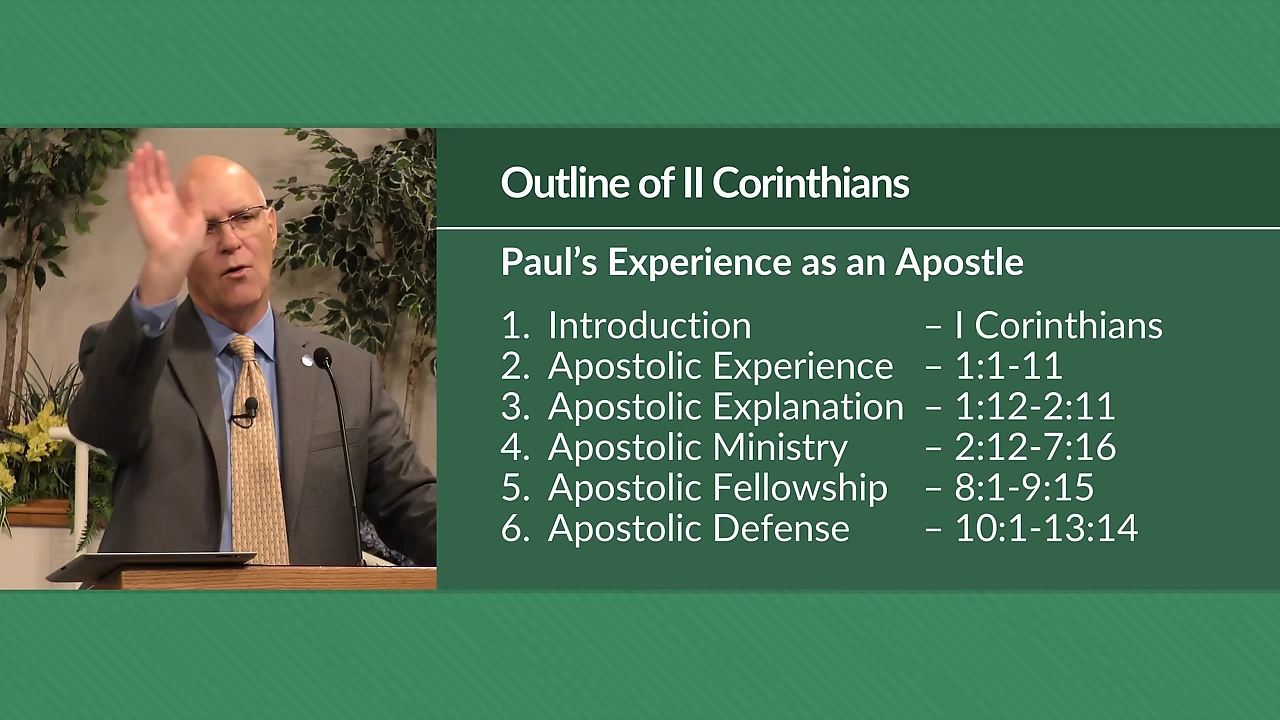 Outline of II Corinthians
Paul’s Experience as an Apostle
1. Introduction – I Corinthians
2. Apostolic Experience – 1:1-11
3. Apostolic Explanation – 1:12-2:11
4. Apostolic Ministry – 2:12-7:16
5. Apostolic Fellowship – 8:1-9:15
6. Apostolic Defense – 10:1-13:14